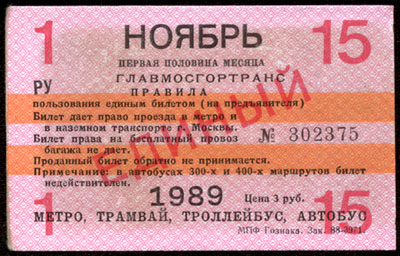 1 НОЯБРЬ 15
ПЕРВАЯ ПОЛОВИНА МЕСЯЦА
РУ ГЛАВМОСГОРТРАНС
ПРАВИЛА
пользования единым билетом (на предъявителя)
Билет дает право проезда в метро и
в наземном транспорте г. Москвы.
Билет права на бесплатный провоз
багажа не дает.
№ 302375
Проданный билет обратно не принимается.
Примечание: в автобусах 300-х и 400-х маршрутов билет
недействителен.
ЕДИНЫЙ
1 1989 Цена 3 руб. 15
МЕТРО, ТРАМВАЙ, ТРОЛЛЕЙБУС, АВТОБУС
МПФ Гознака. Зак. 88-3971.